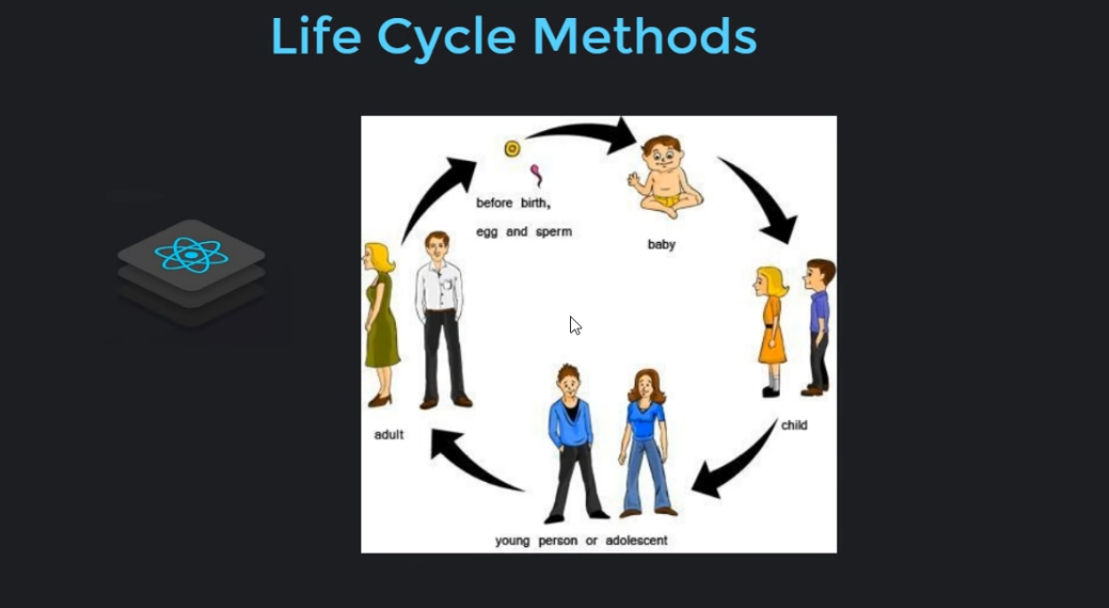 Life Cycle Methods
before birth,
egg and sperm
baby
child
young person or adolescent
adult